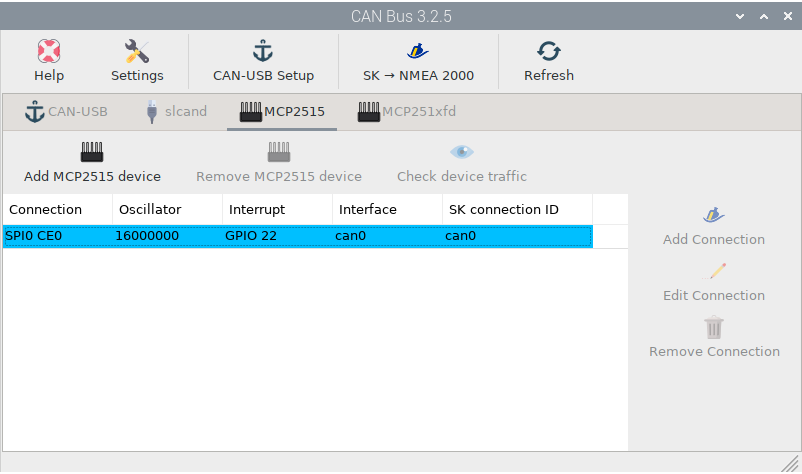 CAN Bus 3.2.5
Help Settings CAN-USB Setup SK → NMEA 2000 Refresh
CAN-USB slcand MCP2515 MCP251xfd
Add MCP2515 device Remove MCP2515 device Check device traffic
Connection Oscillator Interrupt Interface SK connection ID
SPI0 CE0 16000000 GPIO 22 can0 can0
Add Connection
Edit Connection
Remove Connection